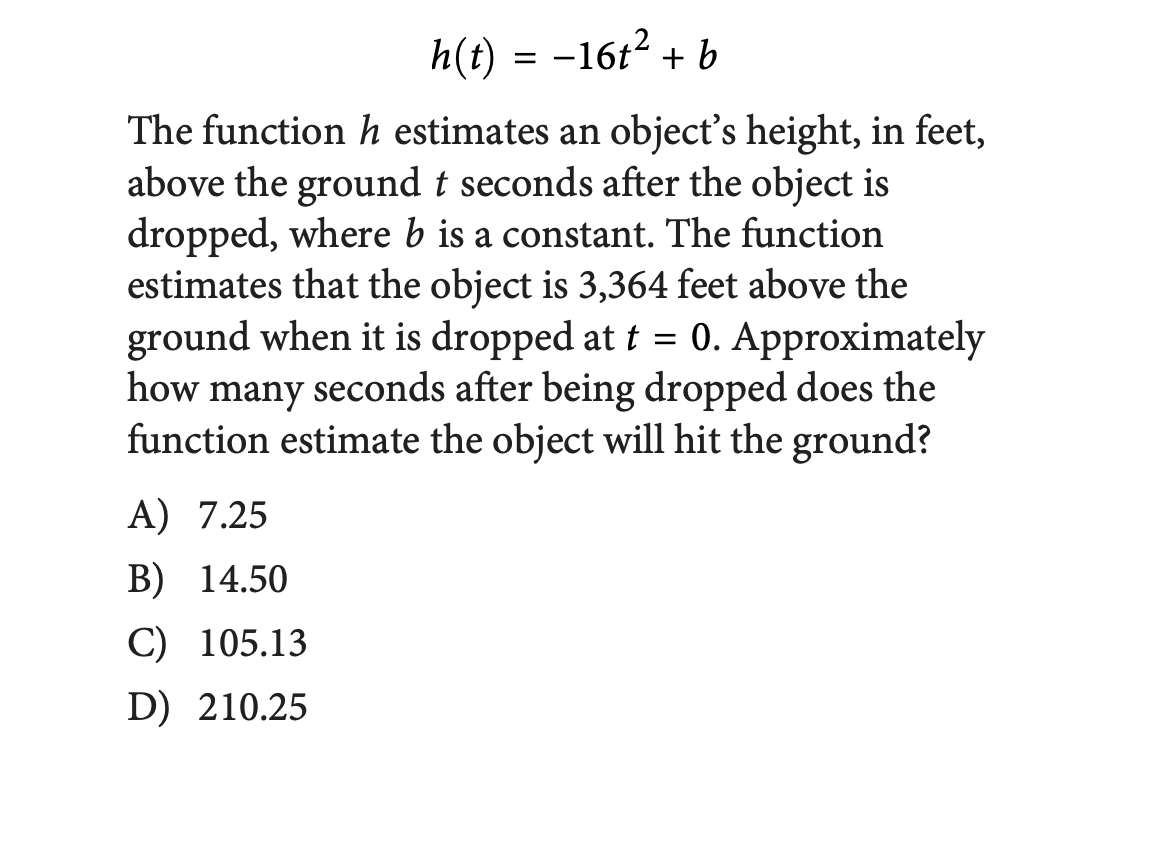 h(t) = −16t² + b
The function h estimates an object’s height, in feet,
above the ground t seconds after the object is
dropped, where b is a constant. The function
estimates that the object is 3,364 feet above the
ground when it is dropped at t = 0. Approximately
how many seconds after being dropped does the
function estimate the object will hit the ground?
A) 7.25
B) 14.50
C) 105.13
D) 210.25